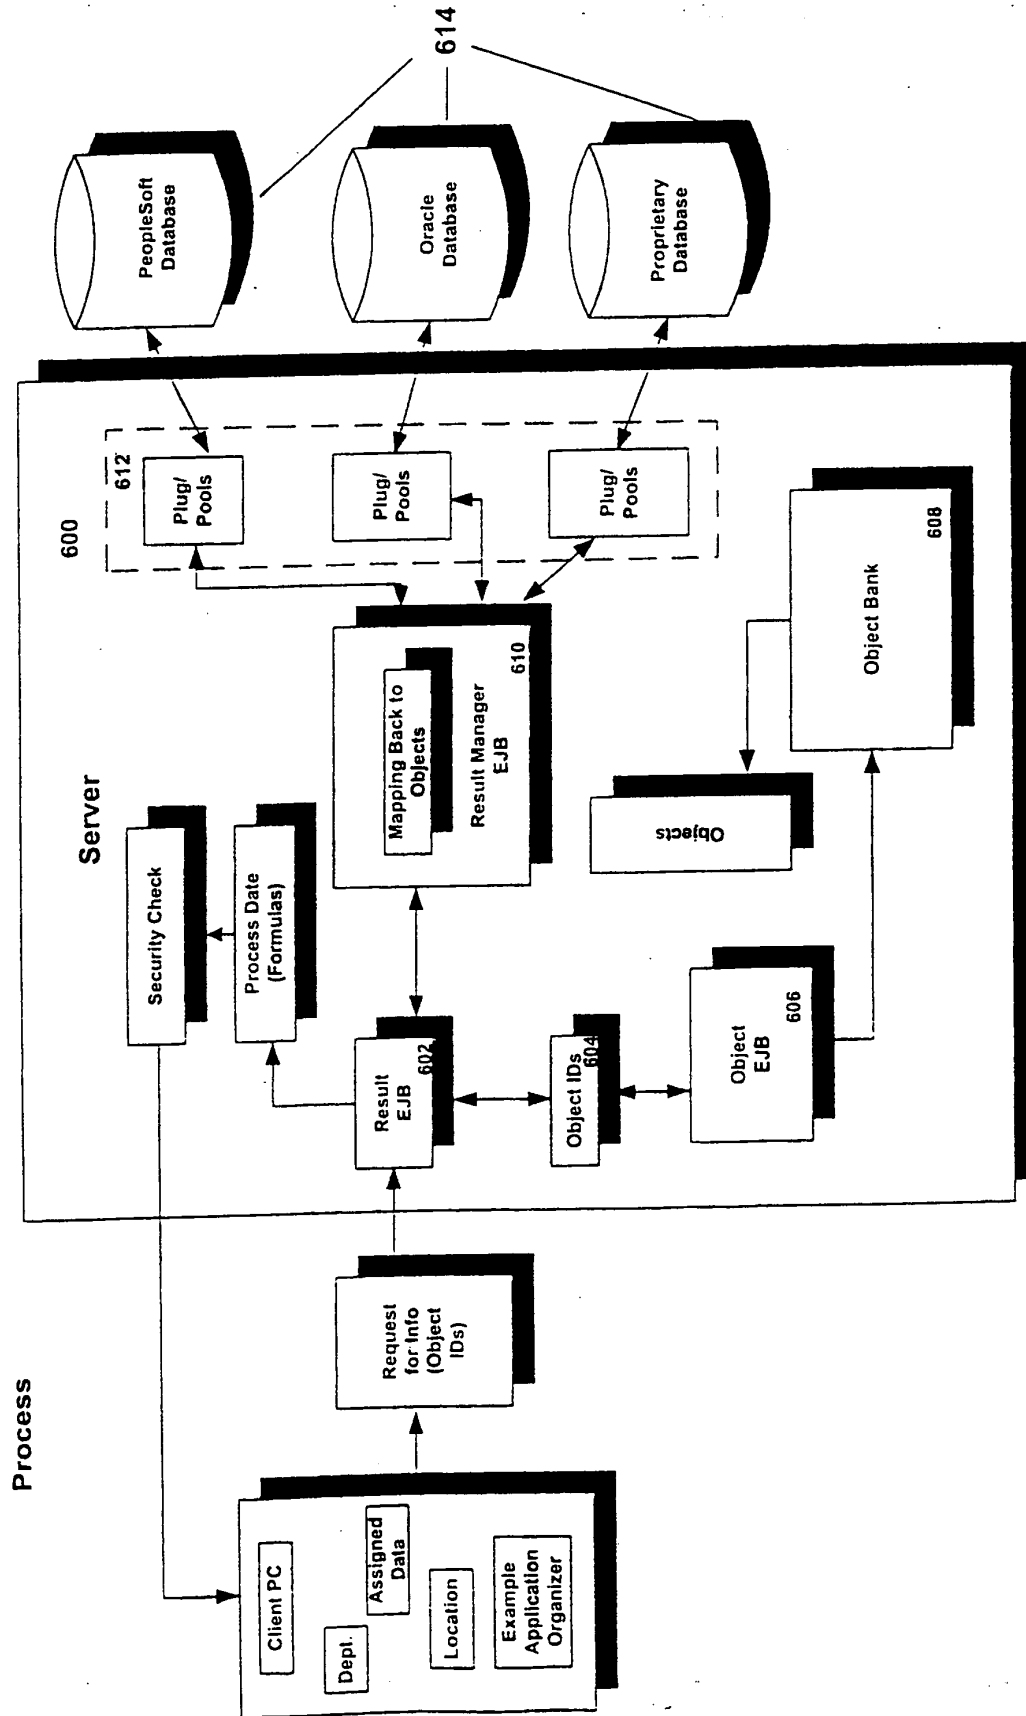 Process
Server
600
Client PC
Dept.
Assigned
Data
Location
Example
Application
Organizer
Request
for Info
(Object
IDs)
Security Check
Process Date
(Formulas)
Result
EJB
602
Object IDs
604
Object
EJB
606
Mapping Back to
Objects
Result Manager
EJB
610
Objects
Object Bank
608
612
Plug/
Pools
Plug/
Pools
Plug/
Pools
PeopleSoft
Database
Oracle
Database
Proprietary
Database
614